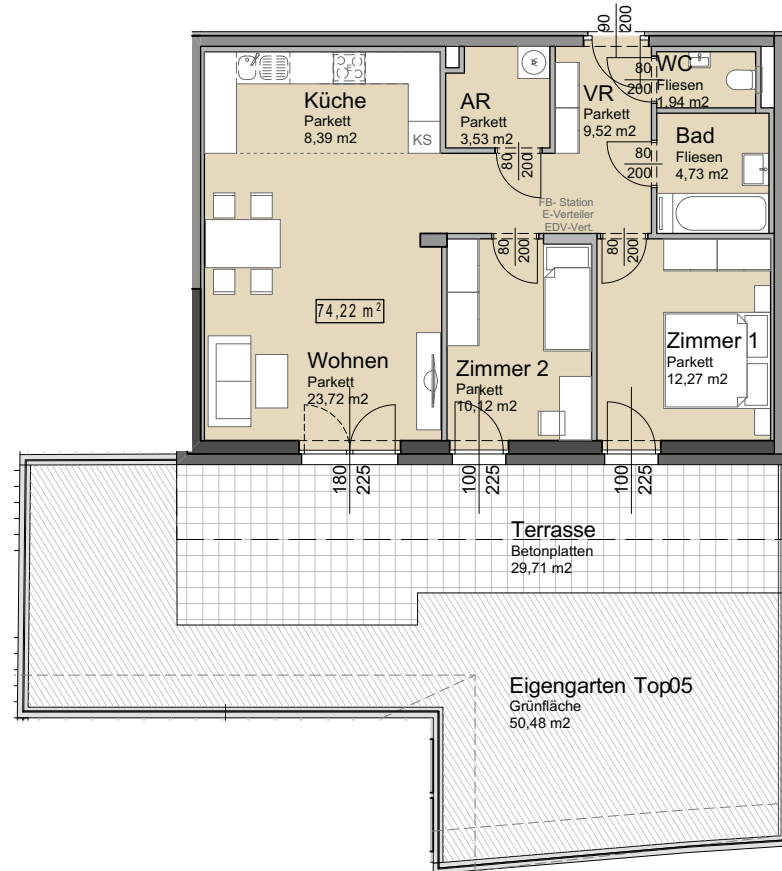 90
200
Küche
Parkett
8,39 m2
KS
AR
Parkett
3,53 m2
W
80
200
VR
Parkett
9,52 m2
80
200
WC
Fliesen
1,94 m2
80
200
Bad
Fliesen
4,73 m2
FB- Station
E-Verteiler
EDV-Vert.
80
200
80
200
74,22 m²
Wohnen
Parkett
23,72 m2
Zimmer 2
Parkett
10,12 m2
Zimmer 1
Parkett
12,27 m2
180
225
100
225
100
225
Terrasse
Betonplatten
29,71 m2
Eigengarten Top05
Grünfläche
50,48 m2